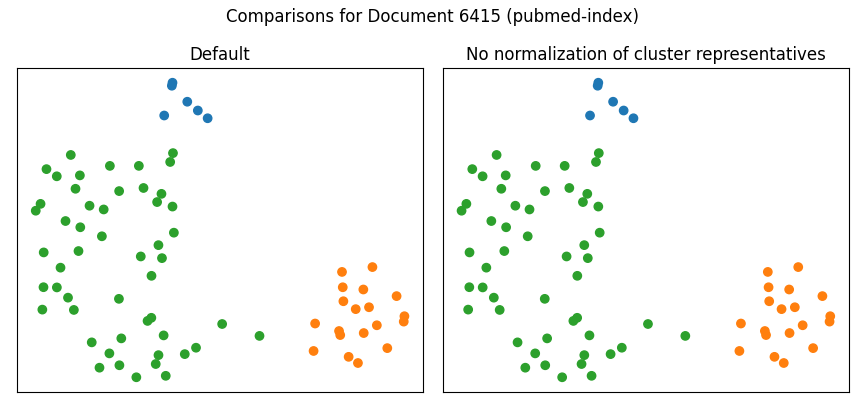 Comparisons for Document 6415 (pubmed-index)
Default
No normalization of cluster representatives